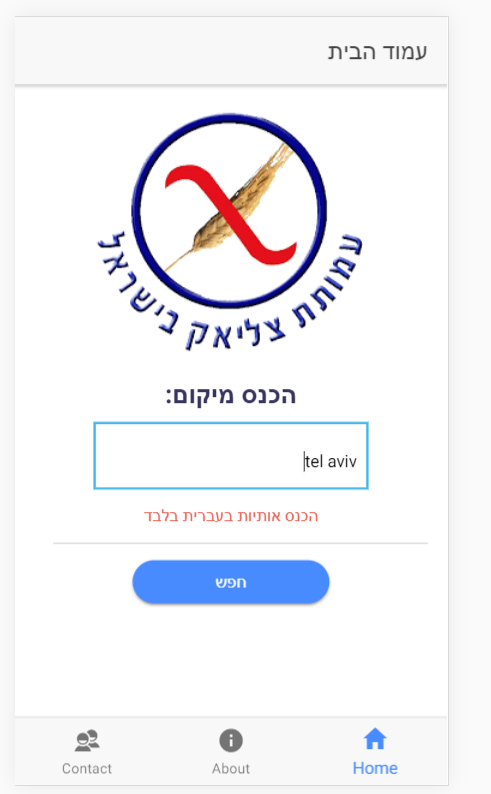 עמוד הבית
עמותת צליאק בישראל
הכנס מיקום:
tel aviv
הכנס אותיות בעברית בלבד
חפש
Contact
About
Home